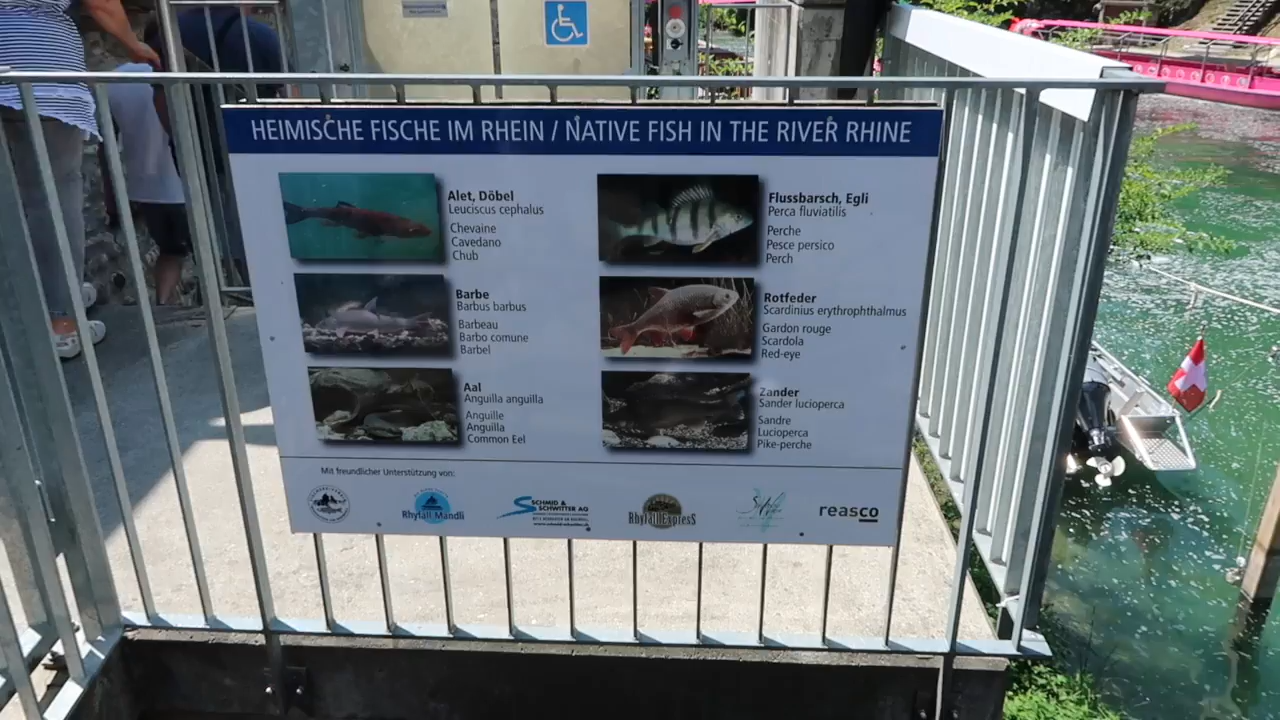 HEIMISCHE FISCHE IM RHEIN / NATIVE FISH IN THE RIVER RHINE
Alet, Döbel
Leuciscus cephalus
Chevaine
Cavedano
Chub
Barbe
Barbus barbus
Barbeau
Barbo comune
Barbel
Aal
Anguilla anguilla
Anguille
Anguilla
Common Eel
Flussbarsch, Egli
Perca fluviatilis
Perche
Pesce persico
Perch
Rotfeder
Scardinius erythrophthalmus
Gardon rouge
Scardola
Red-eye
Zander
Sander lucioperca
Sandre
Lucioperca
Pike-perche
Mit freundlicher Unterstützung von:
Rhyfall Mändli
SCHMID &
SCHWITTER AG
RhyfallExpress
reasco